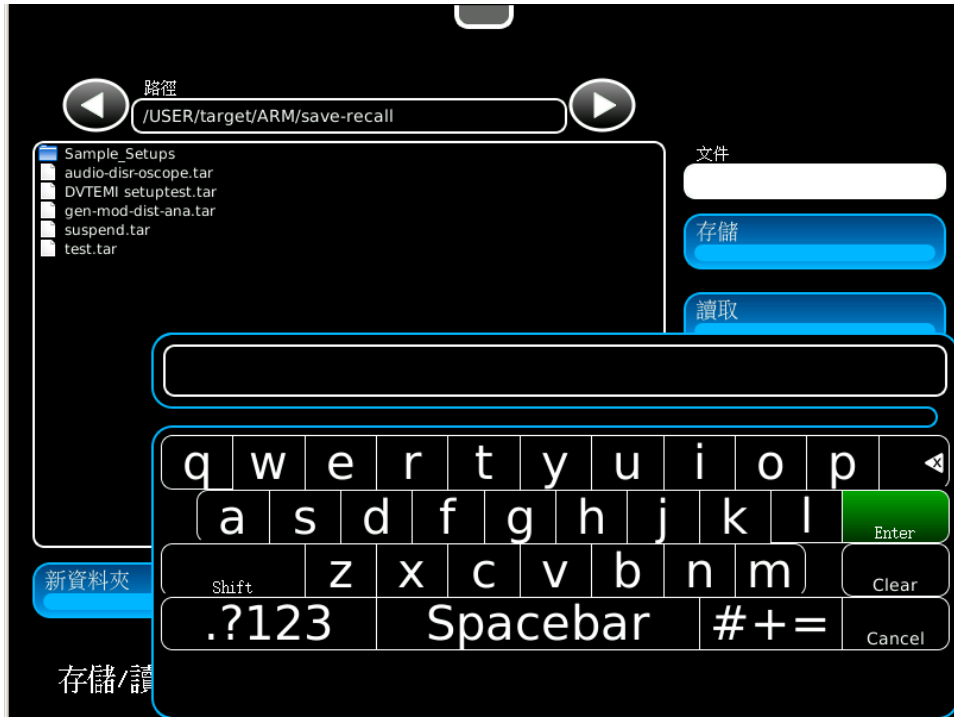 路徑
/USER/target/ARM/save-recall
Sample_Setups
audio-disr-oscope.tar
DVTEMI setuptest.tar
gen-mod-dist-ana.tar
suspend.tar
test.tar
文件
存儲
讀取
q w e r t y u i o p
a s d f g h j k l Enter
Shift z x c v b n m Clear
.?123 Spacebar #+= Cancel
新資料夾
存儲/讀